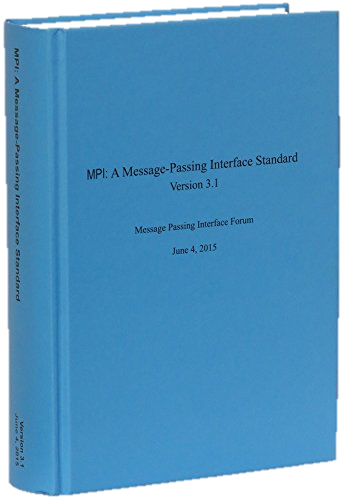 MPI: A Message-Passing Interface Standard
Version 3.1
Message Passing Interface Forum
June 4, 2015
MPI: A Message-Passing Interface Standard
Version 3.1
June 4, 2015